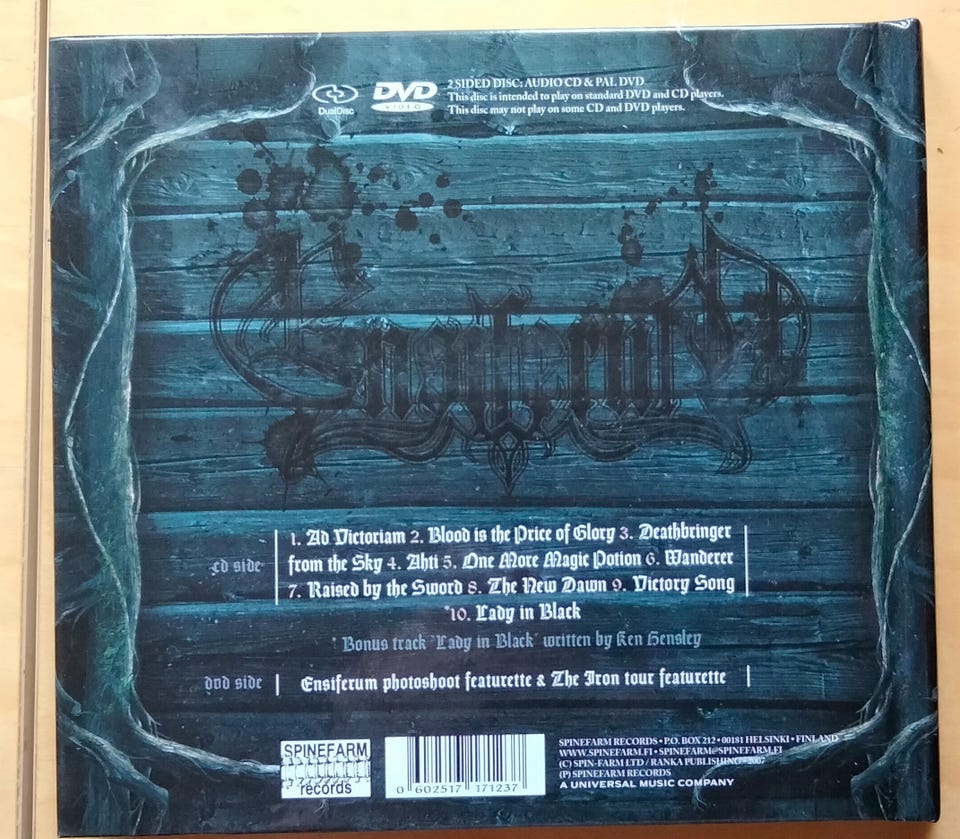 DualDisc
DVD
VIDEO
2 SIDED DISC: AUDIO CD & PAL DVD
This disc is intended to play on standard DVD and CD players.
This disc may not play on some CD and DVD players.
Ensiferum
cd side
1. Ad Victoriam 2. Blood is the Price of Glory 3. Deathbringer
from the Sky 4. Ahti 5. One More Magic Potion 6. Wanderer
7. Raised by the Sword 8. The New Dawn 9. Victory Song
*10. Lady in Black
* Bonus track "Lady in Black" written by Ken Hensley
dvd side
Ensiferum photoshoot featurette & The Iron tour featurette
SPINEFARM
records
0 602517 171237
SPINEFARM RECORDS • P.O. BOX 212 • 00181 HELSINKI • FINLAND
WWW.SPINEFARM.FI • SPINEFARM@SPINEFARM.FI
(C) SPIN-FARM LTD / RANKA PUBLISHING • 2007
(P) SPINEFARM RECORDS
A UNIVERSAL MUSIC COMPANY